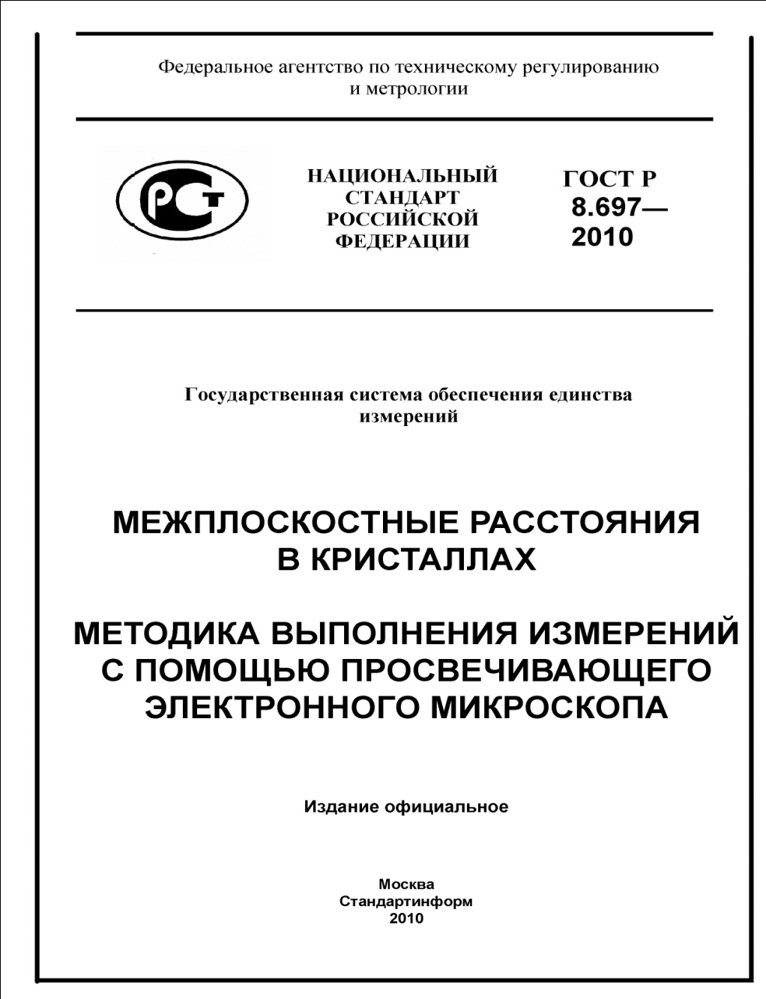 Федеральное агентство по техническому регулированию
и метрологии
РСТ
НАЦИОНАЛЬНЫЙ
СТАНДАРТ
РОССИЙСКОЙ
ФЕДЕРАЦИИ
ГОСТ Р
8.697—
2010
Государственная система обеспечения единства
измерений
МЕЖПЛОСКОСТНЫЕ РАССТОЯНИЯ
В КРИСТАЛЛАХ
МЕТОДИКА ВЫПОЛНЕНИЯ ИЗМЕРЕНИЙ
С ПОМОЩЬЮ ПРОСВЕЧИВАЮЩЕГО
ЭЛЕКТРОННОГО МИКРОСКОПА
Издание официальное
Москва
Стандартинформ
2010